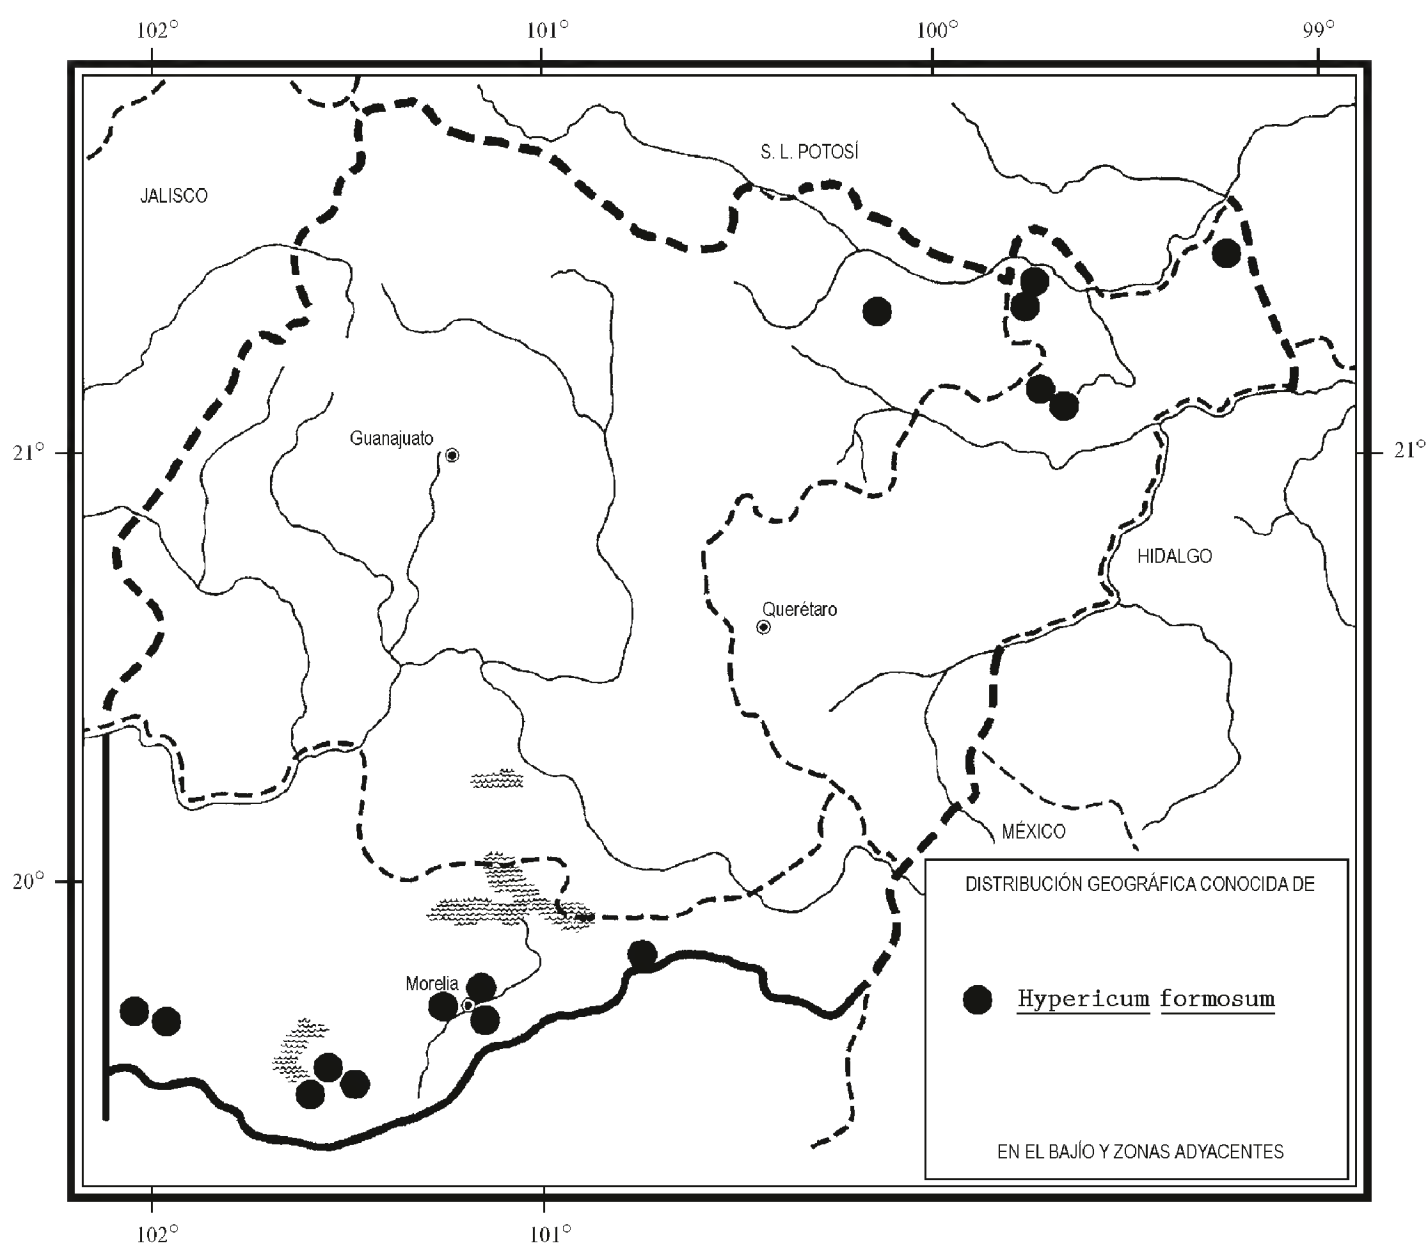 102° 101° 100° 99°
S. L. POTOSÍ
JALISCO
Guanajuato
21° 21°
HIDALGO
Querétaro
MÉXICO
20°
DISTRIBUCIÓN GEOGRÁFICA CONOCIDA DE
Morelia
Hypericum formosum
EN EL BAJÍO Y ZONAS ADYACENTES
102° 101°